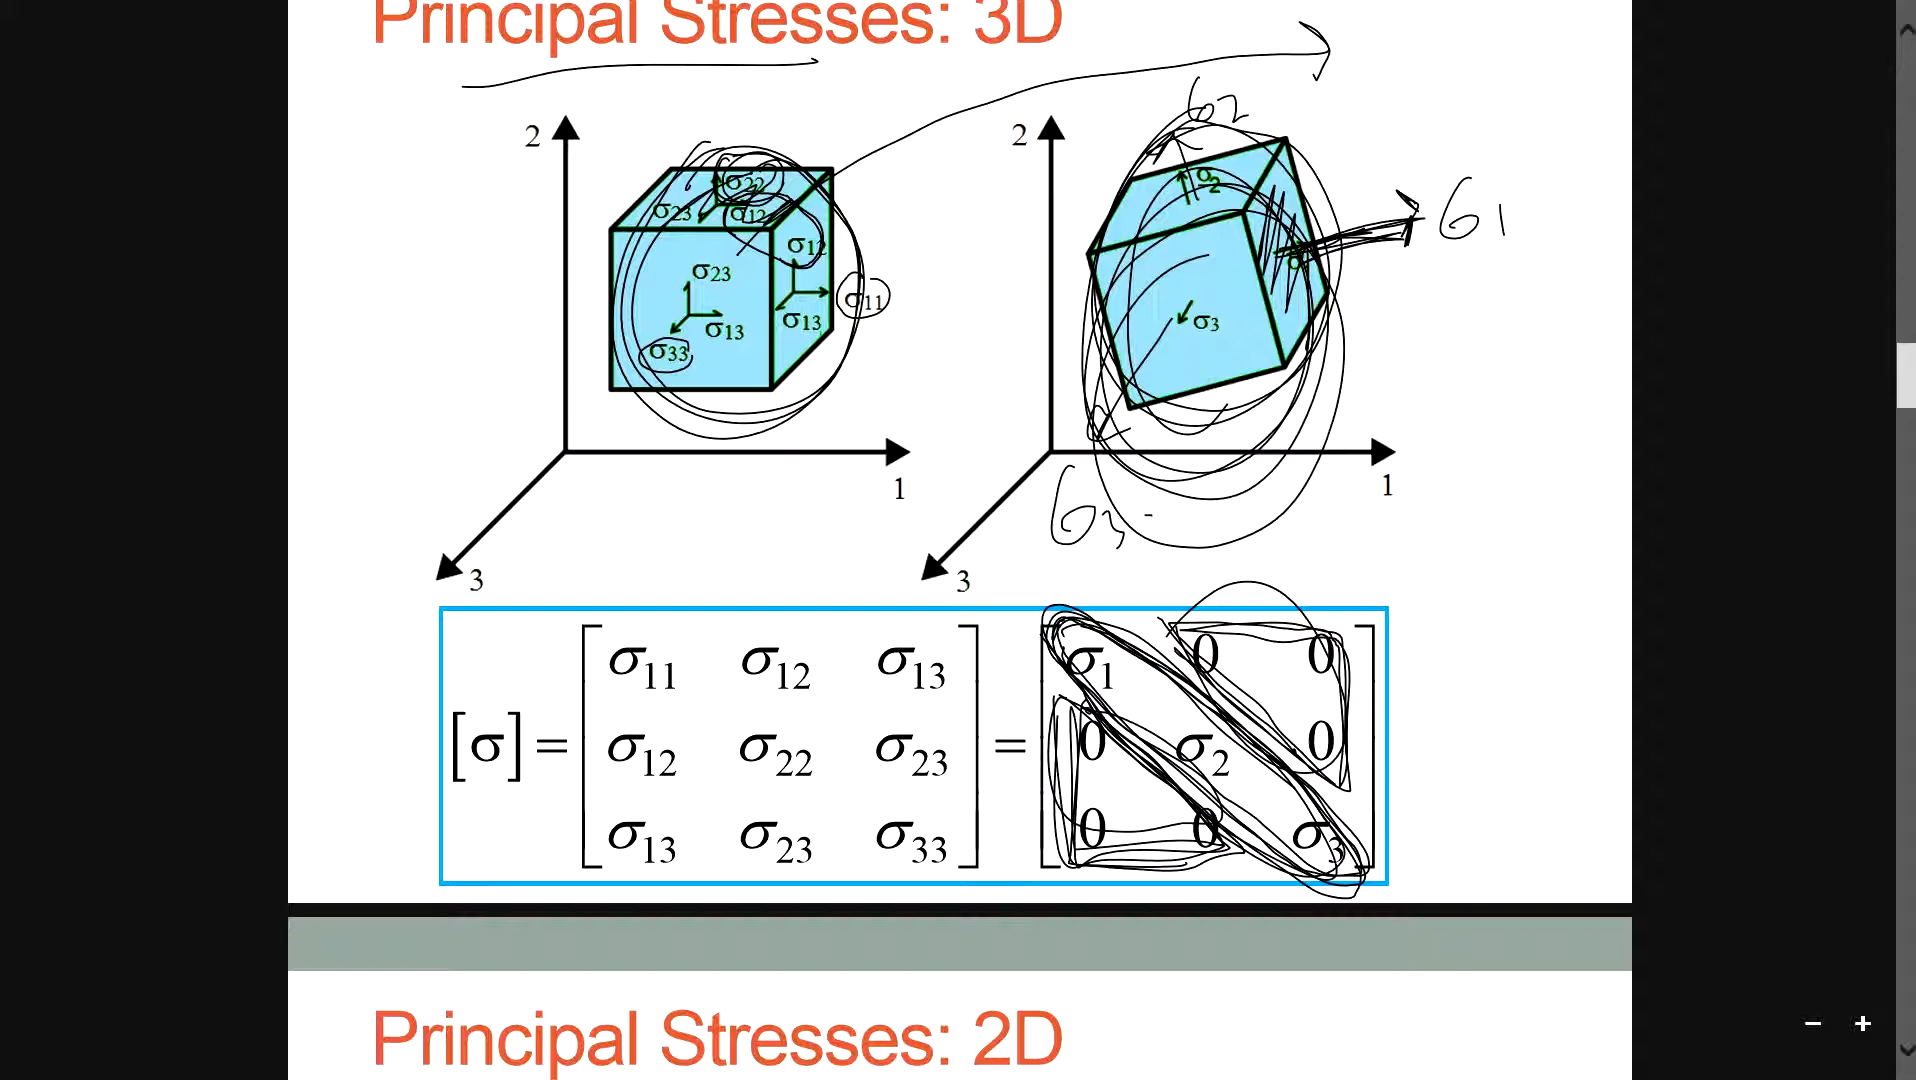 Principal Stresses: 3D
2
σ22
σ23 σ12
σ12
σ23
σ11
σ13
σ13
σ33
1
3
2
σ2
σ2
σ1
σ3
σ3
1
3
[σ] = [σ11 σ12 σ13 = [σ1 0 0
σ12 σ22 σ23 0 σ2 0
σ13 σ23 σ33] 0 0 σ3]
Principal Stresses: 2D
− +